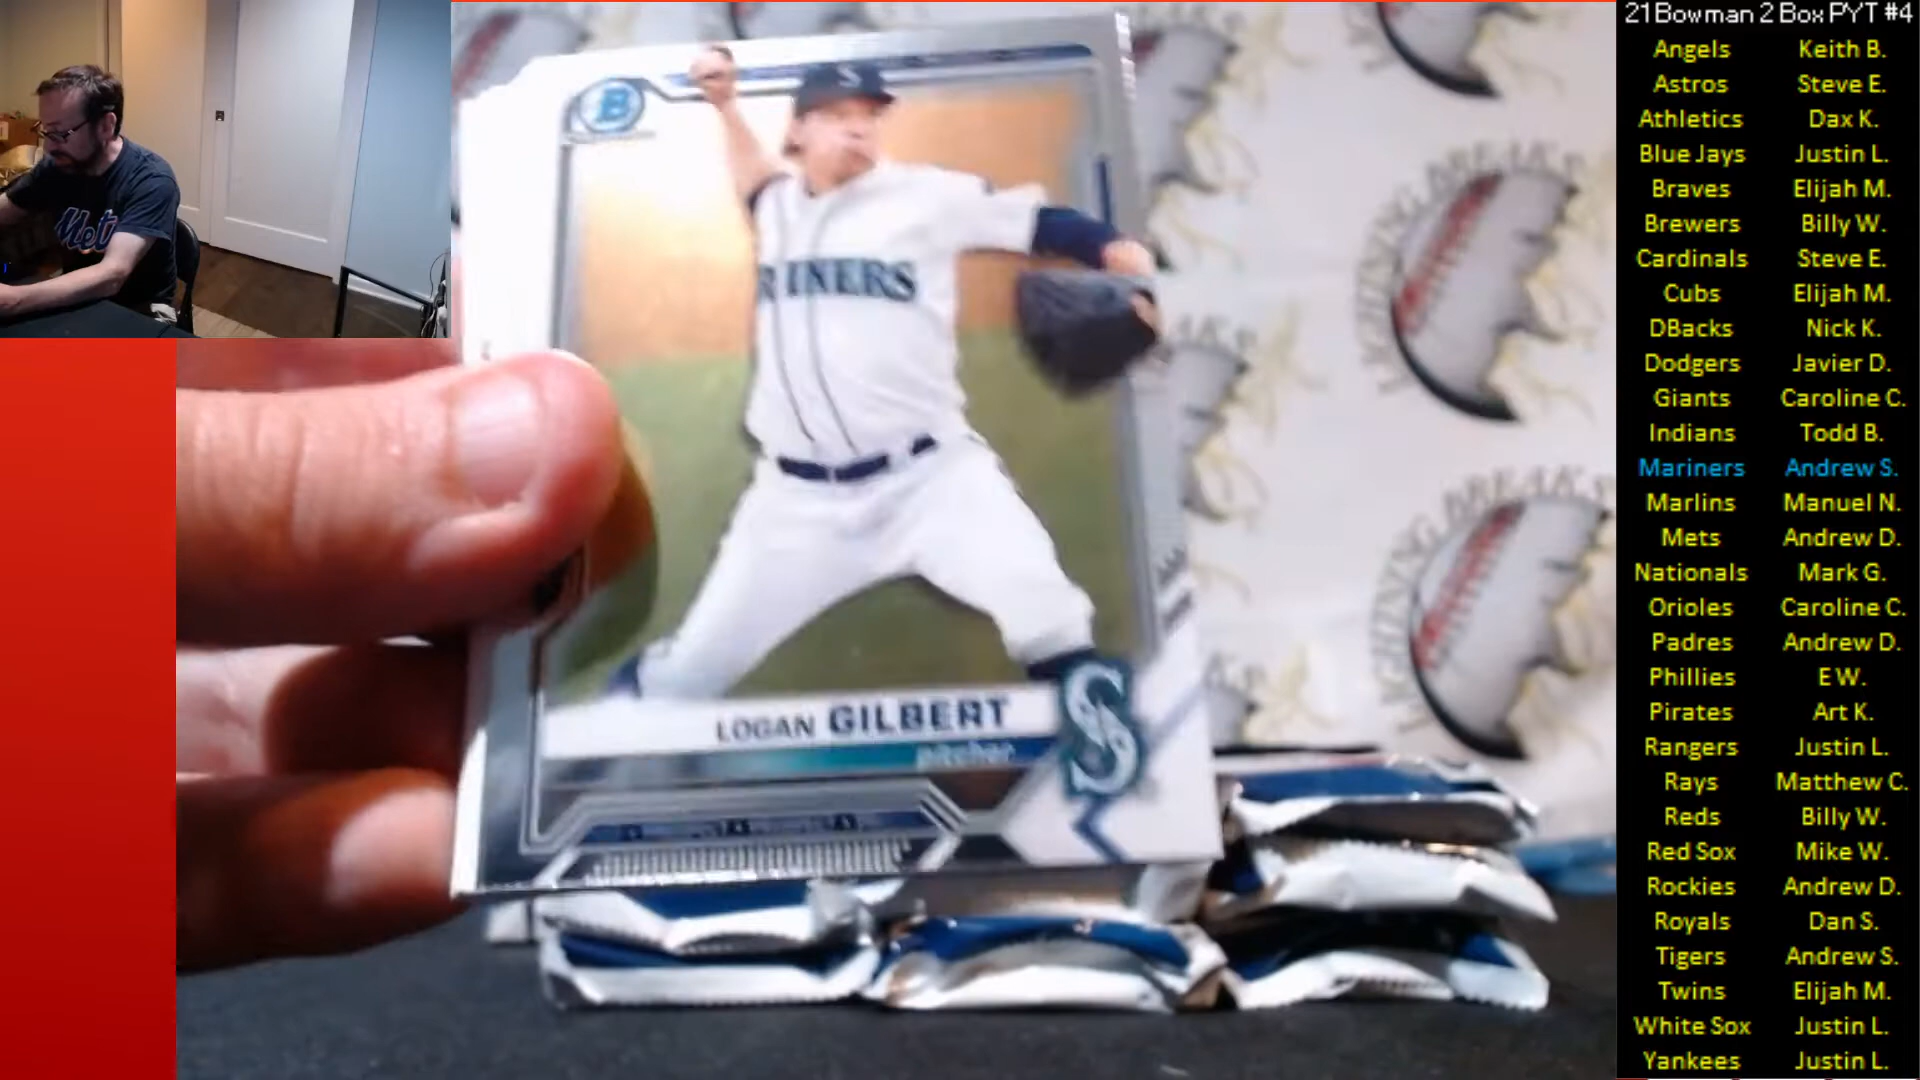 21 Bowman 2 Box PYT #4
Angels Keith B.
Astros Steve E.
Athletics Dax K.
Blue Jays Justin L.
Braves Elijah M.
Brewers Billy W.
Cardinals Steve E.
Cubs Elijah M.
DBacks Nick K.
Dodgers Javier D.
Giants Caroline C.
Indians Todd B.
Mariners Andrew S.
Marlins Manuel N.
Mets Andrew D.
Nationals Mark G.
Orioles Caroline C.
Padres Andrew D.
Phillies E W.
Pirates Art K.
Rangers Justin L.
Rays Matthew C.
Reds Billy W.
Red Sox Mike W.
Rockies Andrew D.
Royals Dan S.
Tigers Andrew S.
Twins Elijah M.
White Sox Justin L.
Yankees Justin L.
B
S
RINERS
LOGAN GILBERT
pitcher
S
Met